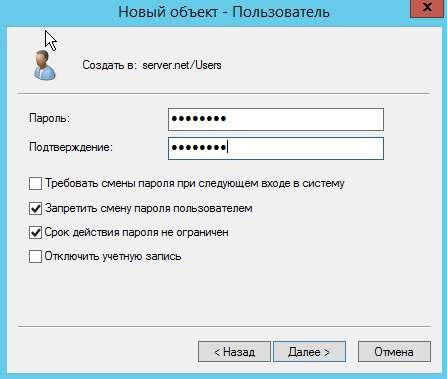 Новый объект - Пользователь
x
Создать в: server.net/Users
Пароль: ●●●●●●●●
Подтверждение: ●●●●●●●●
Требовать смены пароля при следующем входе в систему
Запретить смену пароля пользователем
Срок действия пароля не ограничен
Отключить учетную запись
< Назад Далее > Отмена